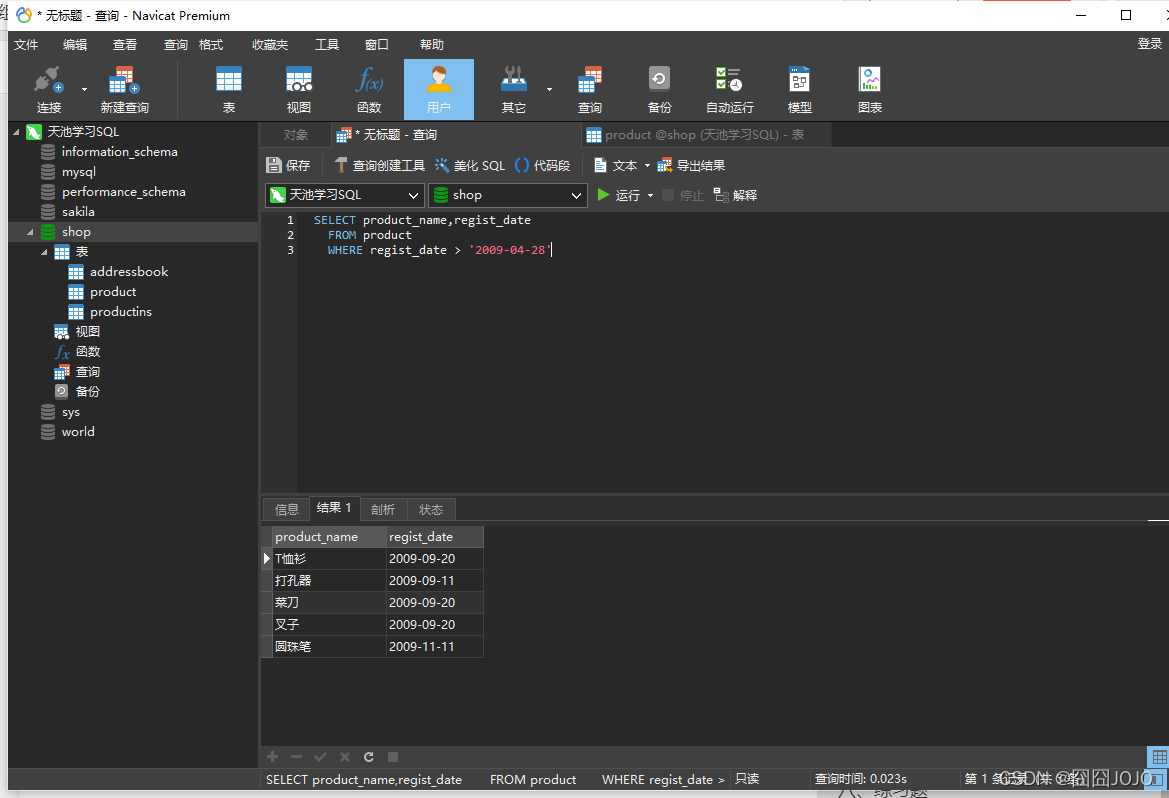 * 无标题 - 查询 - Navicat Premium
文件 编辑 查看 查询 格式 收藏夹 工具 窗口 帮助 登录
连接 新建查询 表 视图 函数 用户 其它 查询 备份 自动运行 模型 图表
天池学习SQL
information_schema
mysql
performance_schema
sakila
shop
表
addressbook
product
productins
视图
函数
查询
备份
sys
world
对象 * 无标题 - 查询 product @shop (天池学习SQL) - 表
保存 查询创建工具 美化 SQL () 代码段 文本 导出结果
天池学习SQL shop 运行 停止 解释
1 SELECT product_name,regist_date
2 FROM product
3 WHERE regist_date > '2009-04-28'
信息 结果 1 剖析 状态
product_name regist_date
T恤衫 2009-09-20
打孔器 2009-09-11
菜刀 2009-09-20
叉子 2009-09-20
圆珠笔 2009-11-11
SELECT product_name,regist_date FROM product WHERE regist_date > 只读 查询时间: 0.023s 第 1 条记录
CSDN @囧囧JOJO
八、练习题